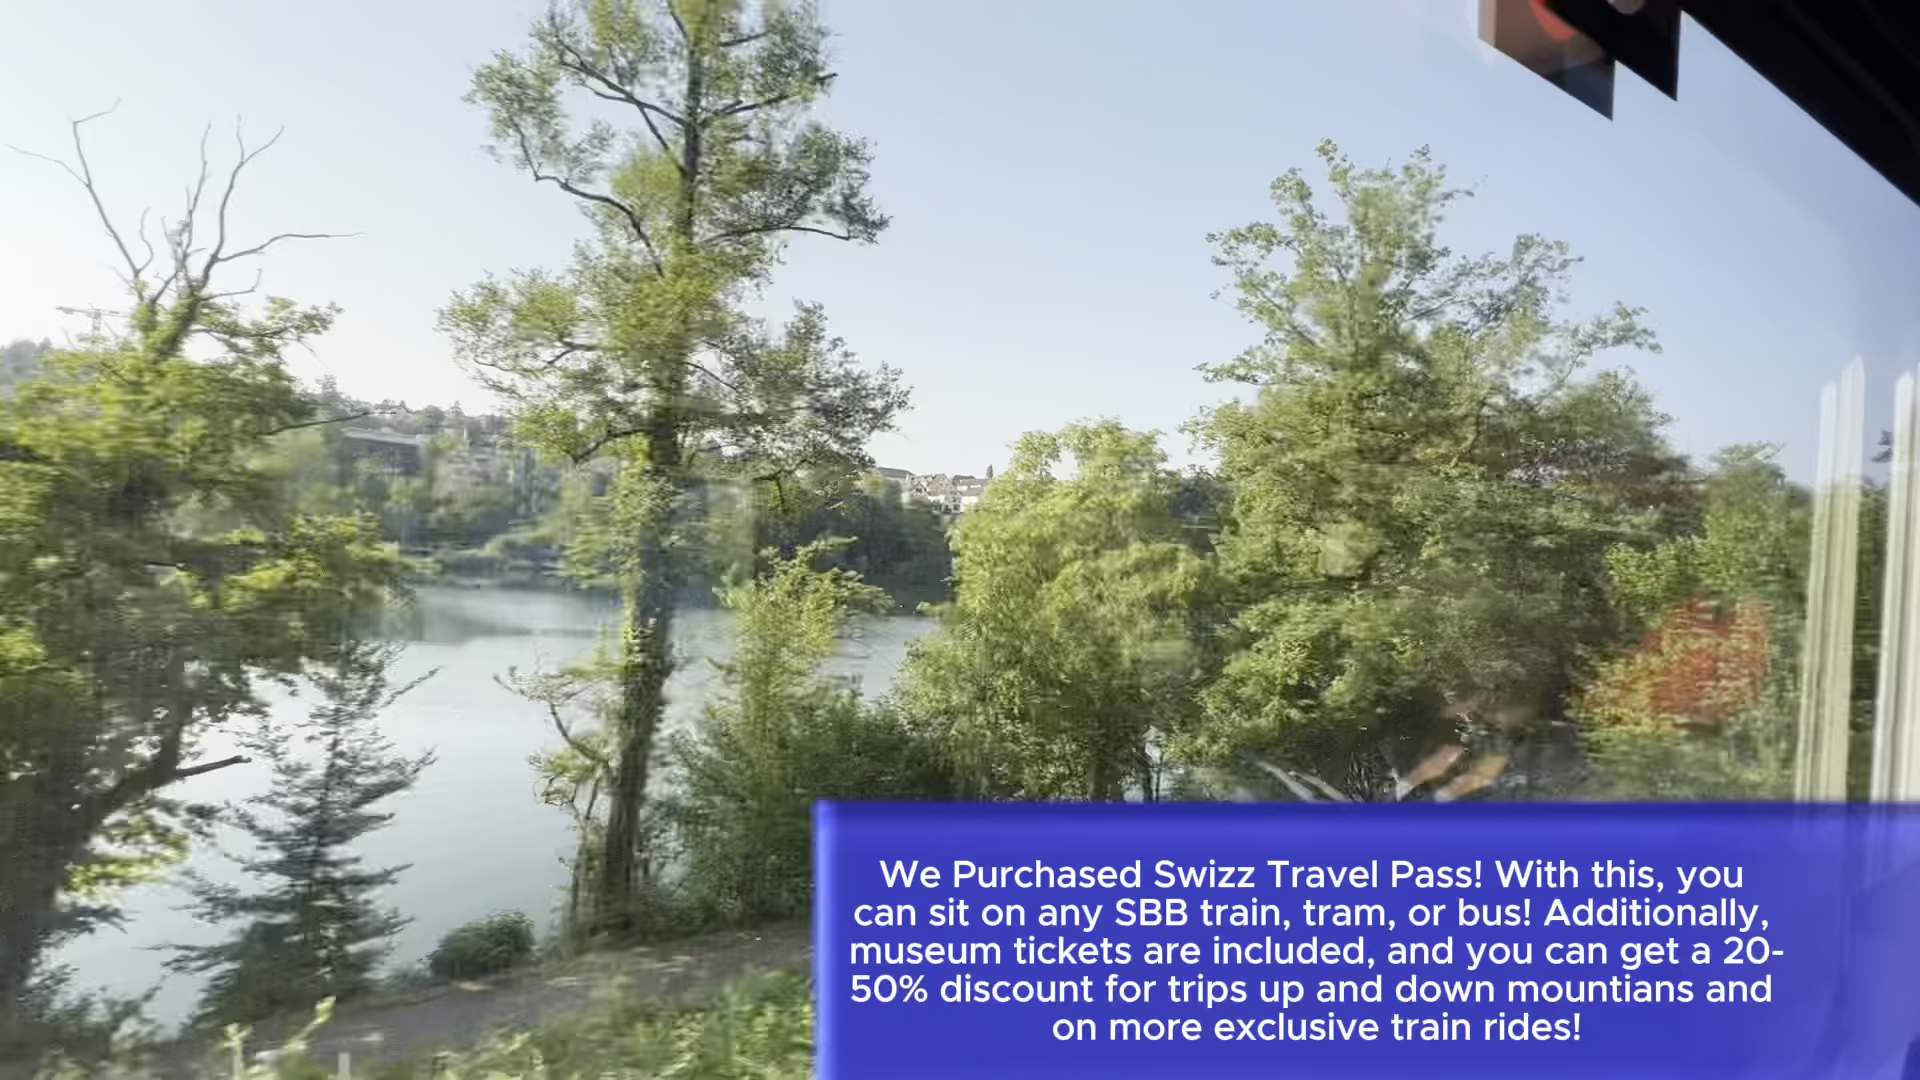 We Purchased Swizz Travel Pass! With this, you
can sit on any SBB train, tram, or bus! Additionally,
museum tickets are included, and you can get a 20-
50% discount for trips up and down mountians and
on more exclusive train rides!